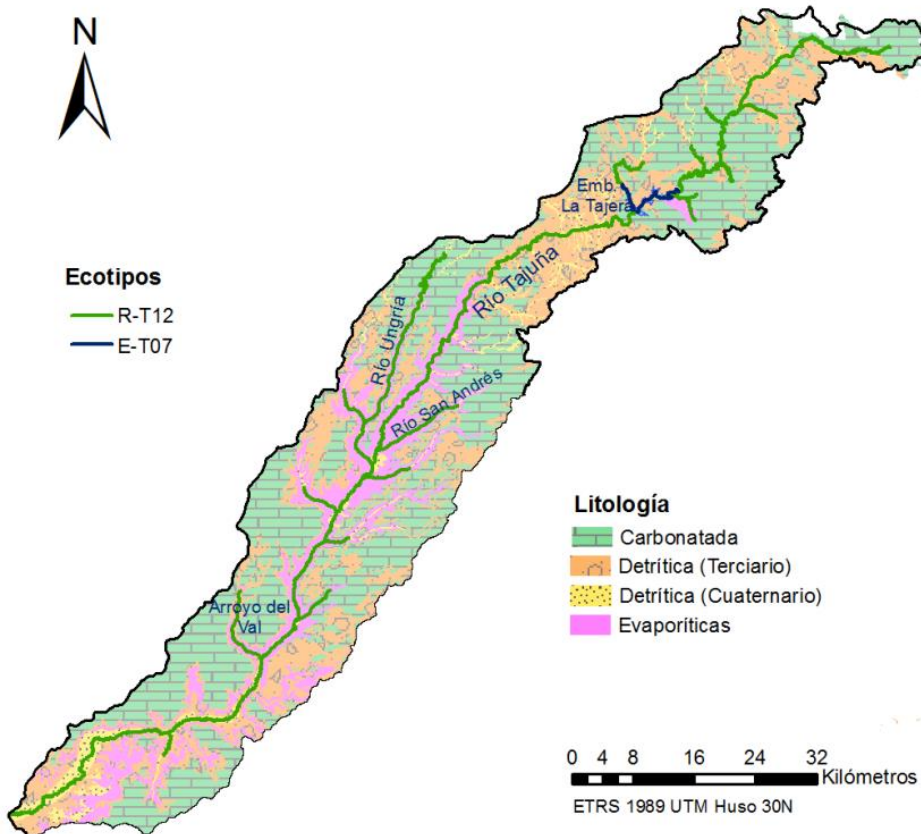 N
Emb.
La Tajera
Río Tajuña
Río Ungría
Río San Andrés
Arroyo del
Val
Ecotipos
R-T12
E-T07
Litología
Carbonatada
Detrítica (Terciario)
Detrítica (Cuaternario)
Evaporíticas
0 4 8 16 24 32
Kilómetros
ETRS 1989 UTM Huso 30N